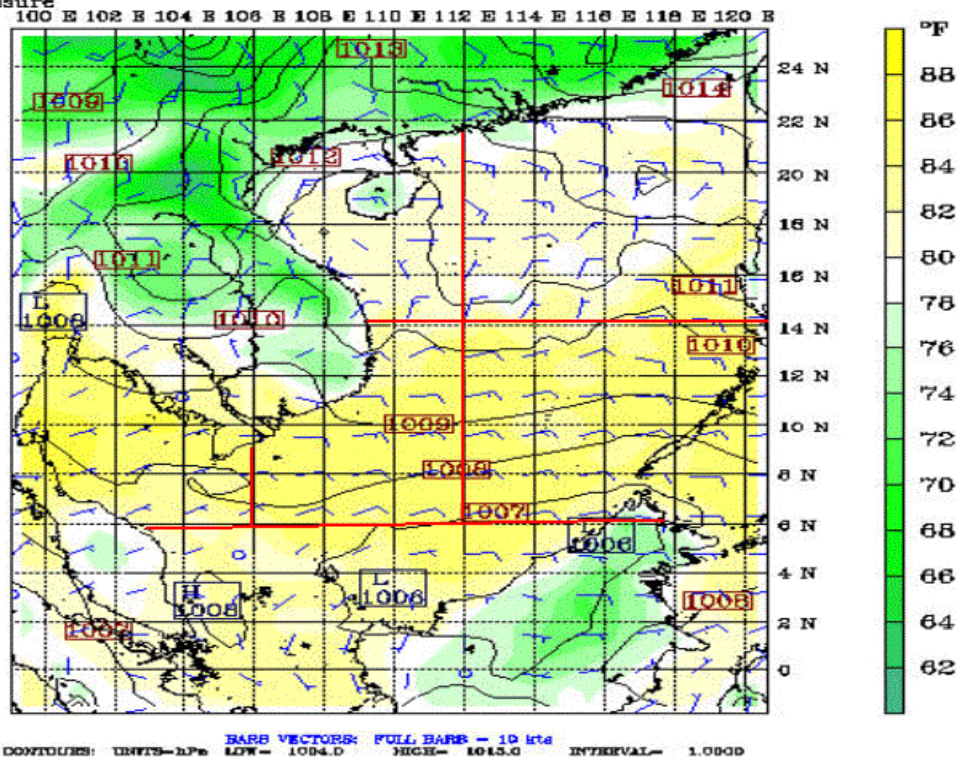 sure
100 E 102 E 104 E 106 E 108 E 110 E 112 E 114 E 116 E 118 E 120 E
°F
1013
24 N
88
1014
1009
22 N
86
1012
1010
20 N
84
18 N
82
1011
16 N
1011
80
L
1008
1010
14 N
78
1010
76
12 N
74
1009
10 N
72
1008
8 N
70
1007
6 N
68
1006
H
1008
L
1006
4 N
66
1008
2 N
64
0
62
BARB VECTORS: FULL BARB = 10 kts
CONTOURS: UNITS=hPa LOW= 1004.0 HIGH= 1015.0 INTERVAL= 1.0000